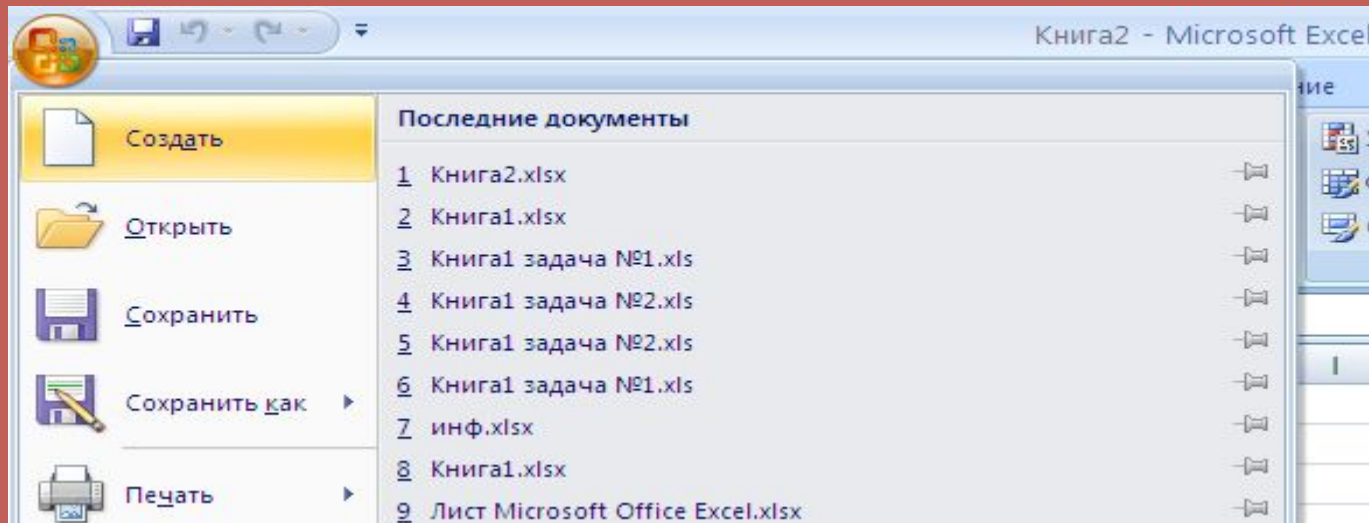 Книга2 - Microsoft Excel
ние
Создать
Открыть
Сохранить
Сохранить как
Печать
Последние документы
1 Книга2.xlsx
2 Книга1.xlsx
3 Книга1 задача №1.xls
4 Книга1 задача №2.xls
5 Книга1 задача №2.xls
6 Книга1 задача №1.xls
7 инф.xlsx
8 Книга1.xlsx
9 Лист Microsoft Office Excel.xlsx
I